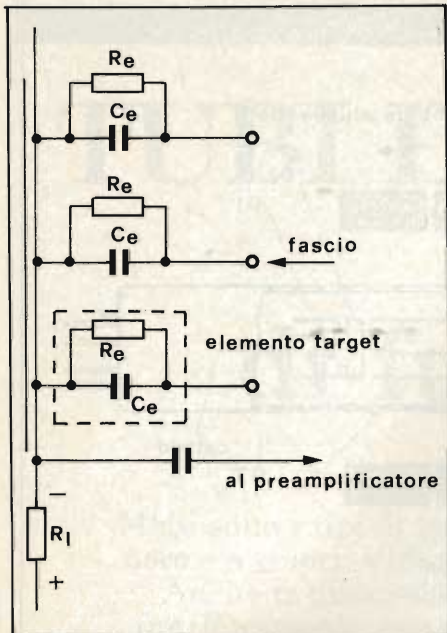 Re
Ce
Re
Ce
fascio
elemento target
Re
Ce
al preamplificatore
−
Rl
+